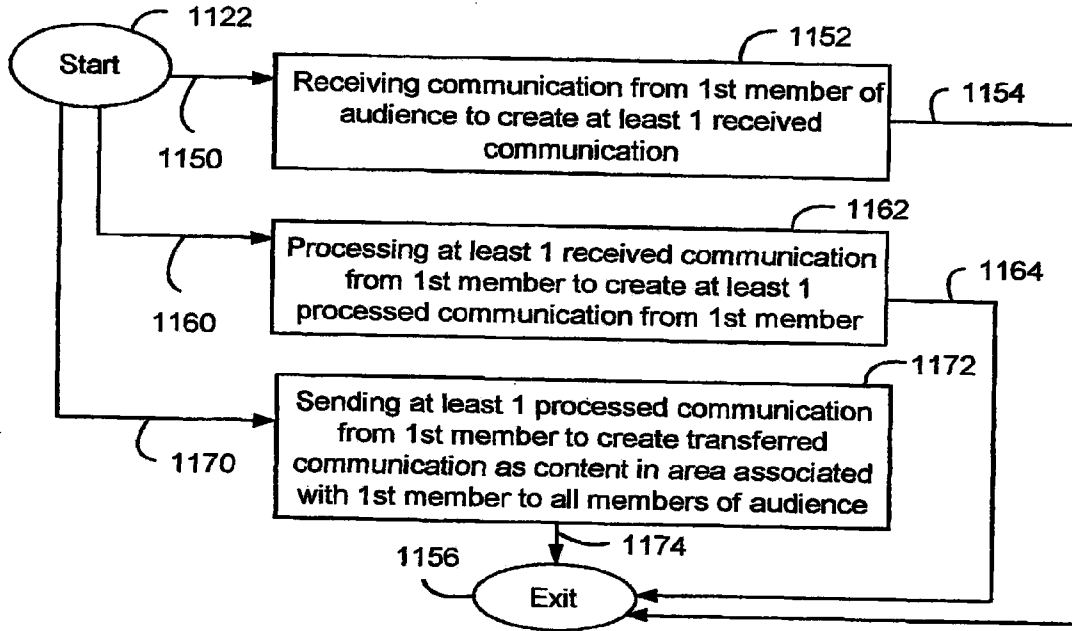 1122
Start
1150
1152
Receiving communication from 1st member of
audience to create at least 1 received
communication
1154
1160
1162
Processing at least 1 received communication
from 1st member to create at least 1
processed communication from 1st member
1164
1170
1172
Sending at least 1 processed communication
from 1st member to create transferred
communication as content in area associated
with 1st member to all members of audience
1174
1156
Exit